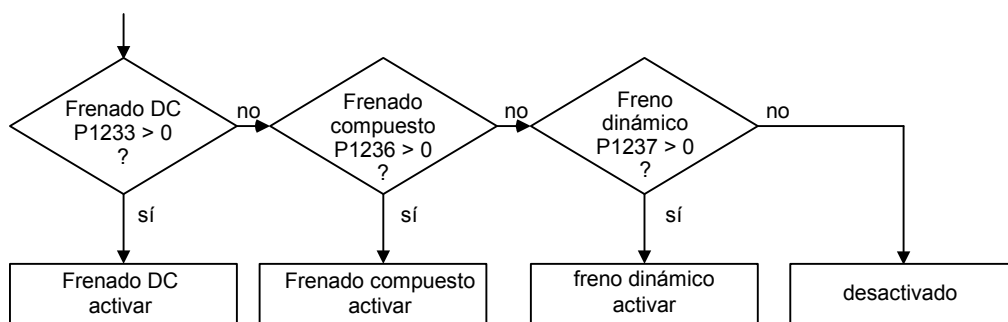 Frenado DC
P1233 > 0
?
no
Frenado
compuesto
P1236 > 0
?
no
Freno
dinámico
P1237 > 0
?
no
sí
sí
sí
Frenado DC
activar
Frenado compuesto
activar
freno dinámico
activar
desactivado